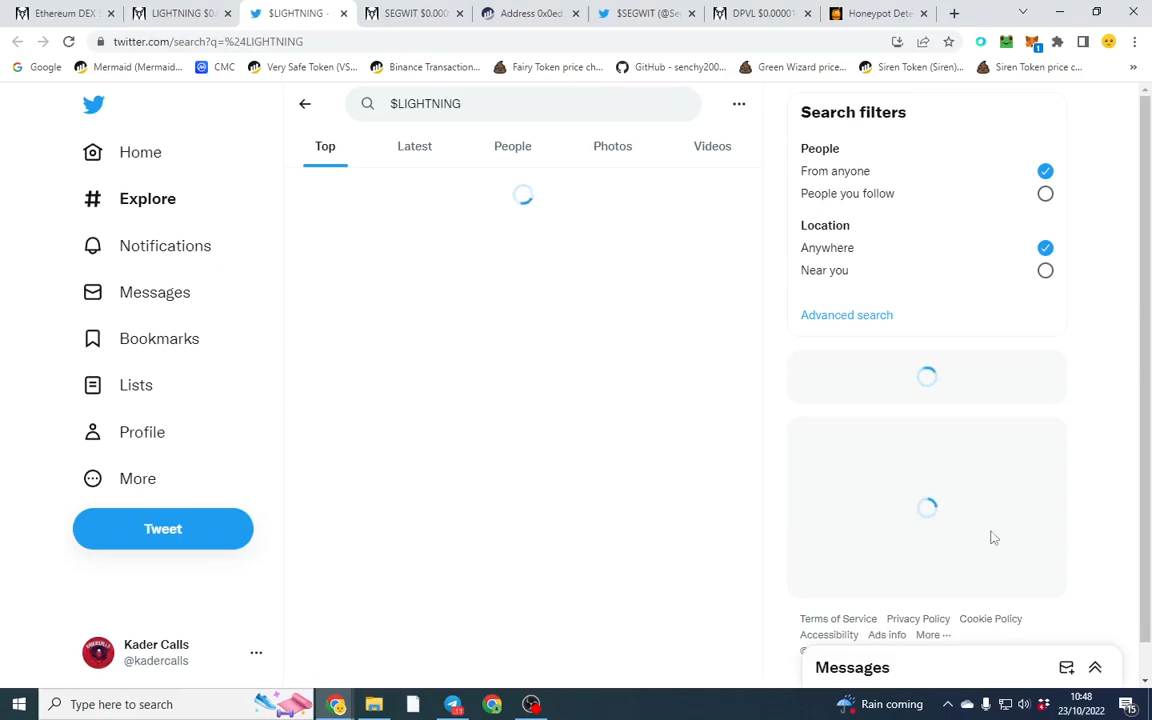 Ethereum DEX
LIGHTNING $0.
$LIGHTNING -
SEGWIT $0.000
Address 0x0ed
$SEGWIT (@Se
DPVL $0.0000
Honeypot Det
twitter.com/search?q=%24LIGHTNING
Google
Mermaid (Mermaid...
CMC
Very Safe Token (VS...
Binance Transaction...
Fairy Token price ch...
GitHub - senchy200...
Green Wizard price...
Siren Token (Siren)...
Siren Token price c...
»
$LIGHTNING
Top
Latest
People
Photos
Videos
Home
Explore
Notifications
Messages
Bookmarks
Lists
Profile
More
Tweet
Kader Calls
@kadercalls
Search filters
People
From anyone
People you follow
Location
Anywhere
Near you
Advanced search
Terms of Service Privacy Policy Cookie Policy
Accessibility Ads info More ···
Messages
Type here to search
Rain coming
10:48
23/10/2022
15